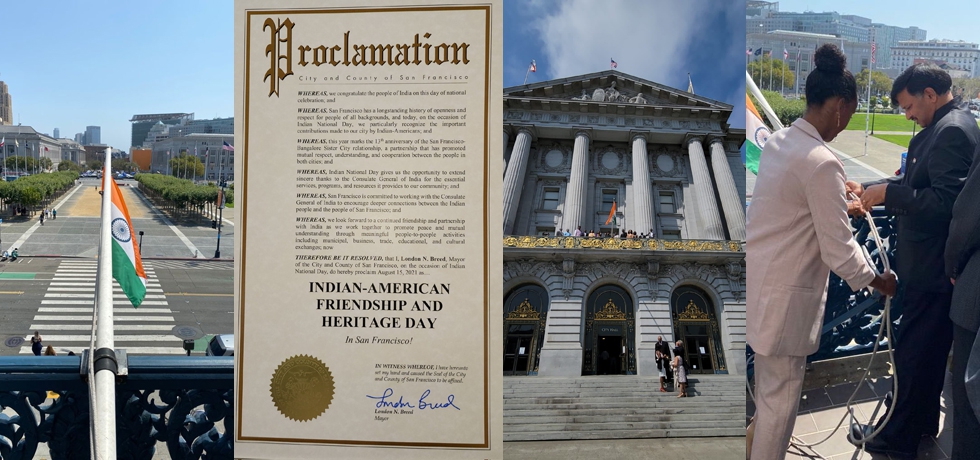 Proclamation
City and County of San Francisco
WHEREAS, we congratulate the people of India on this day of national
celebration; and
WHEREAS, San Francisco has a longstanding history of openness and
respect for people of all backgrounds, and today, on the occasion of
Indian National Day, we particularly recognize the important
contributions made to our city by Indian-Americans; and
WHEREAS, this year marks the 13th anniversary of the San Francisco-
Bangalore Sister City relationship, a partnership that has promoted
mutual respect, understanding, and cooperation between the people in
both cities; and
WHEREAS, Indian National Day gives us the opportunity to extend
sincere thanks to the Consulate General of India for the essential
services, programs, and resources it provides to our community; and
WHEREAS, San Francisco is committed to working with the Consulate
General of India to encourage deeper connections between the Indian
people and the people of San Francisco; and
WHEREAS, we look forward to a continued friendship and partnership
with India as we work together to promote peace and mutual
understanding through meaningful people-to-people activities
including municipal, business, trade, educational, and cultural
exchanges; now
THEREFORE BE IT RESOLVED, that I, London N. Breed, Mayor
of the City and County of San Francisco, on the occasion of Indian
National Day, do hereby proclaim August 15, 2021 as...
INDIAN-AMERICAN
FRIENDSHIP AND
HERITAGE DAY
In San Francisco!
IN WITNESS WHEREOF, I have hereunto
set my hand and caused the Seal of the City
and County of San Francisco to be affixed.
London Breed
London N. Breed
Mayor
CITY HALL